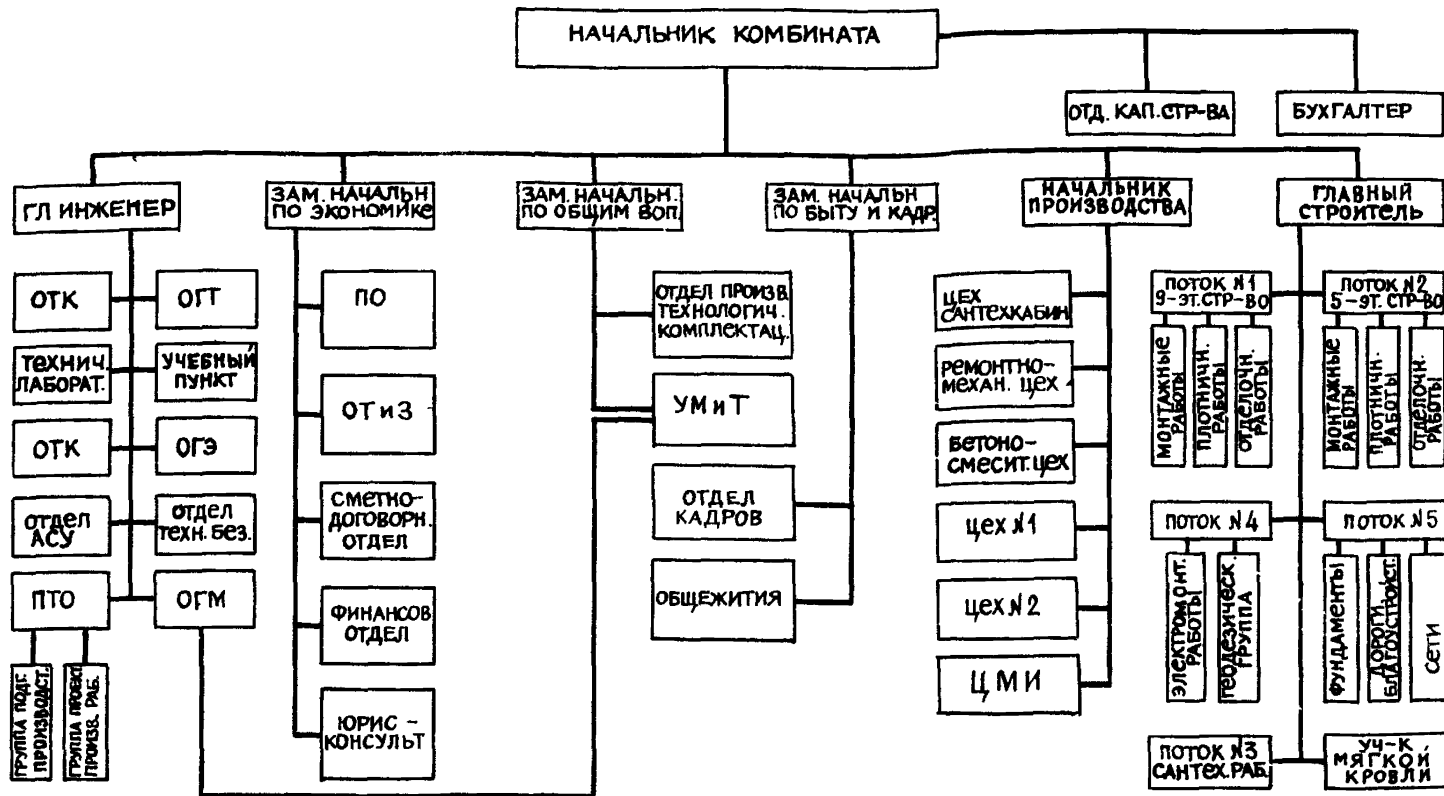 НАЧАЛЬНИК КОМБИНАТА
ОТД. КАП.СТР-ВА
БУХГАЛТЕР
ГЛ ИНЖЕНЕР
ЗАМ. НАЧАЛЬН
ПО ЭКОНОМИКЕ
ЗАМ. НАЧАЛЬН.
ПО ОБЩИМ ВОП.
ЗАМ. НАЧАЛЬН
ПО БЫТУ И КАДР.
НАЧАЛЬНИК
ПРОИЗВОДСТВА
ГЛАВНЫЙ
СТРОИТЕЛЬ
ОТК
ОГТ
ТЕХНИЧ.
ЛАБОРАТ.
УЧЕБНЫЙ
ПУНКТ
ОТК
ОГЭ
ОТДЕЛ
АСУ
ОТДЕЛ
ТЕХН. БЕЗ.
ПТО
ОГМ
ГРУППА ПОДГ.
ПРОИЗВОДСТ.
ГРУППА ПРОЕКТ
ПРОИЗВ. РАБ.
ПО
ОТ и З
СМЕТНО-
ДОГОВОРН.
ОТДЕЛ
ФИНАНСОВ
ОТДЕЛ
ЮРИС -
КОНСУЛЬТ
ОТДЕЛ ПРОИЗВ.
ТЕХНОЛОГИЧ.
КОМПЛЕКТАЦ.
УМиТ
ОТДЕЛ
КАДРОВ
ОБЩЕЖИТИЯ
ЦЕХ
САНТЕХКАБИН
РЕМОНТНО-
МЕХАН. ЦЕХ
БЕТОНО-
СМЕСИТ. ЦЕХ
ЦЕХ №1
ЦЕХ №2
ЦМИ
ПОТОК №1
9-ЭТ.СТР-ВО
МОНТАЖНЫЕ
РАБОТЫ
ПЛОТНИЧН.
РАБОТЫ
ОТДЕЛОЧН.
РАБОТЫ
ПОТОК №2
5-ЭТ. СТР-ВО
МОНТАЖНЫЕ
РАБОТЫ
ПЛОТНИЧН.
РАБОТЫ
ОТДЕЛОЧН.
РАБОТЫ
ПОТОК №4
ЭЛЕКТРОМОНТ.
РАБОТЫ
ГЕОДЕЗИЧЕСК.
ГРУППА
ПОТОК №5
ФУНДАМЕНТЫ
ДОРОГИ
БЛАГОУСТРОЙСТ.
СЕТИ
ПОТОК №3
САНТЕХ. РАБ.
УЧ-К
МЯГКОЙ
КРОВЛИ